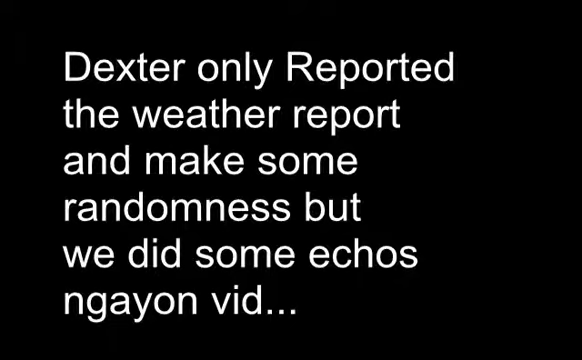 Dexter only Reported
the weather report
and make some
randomness but
we did some echos
ngayon vid...